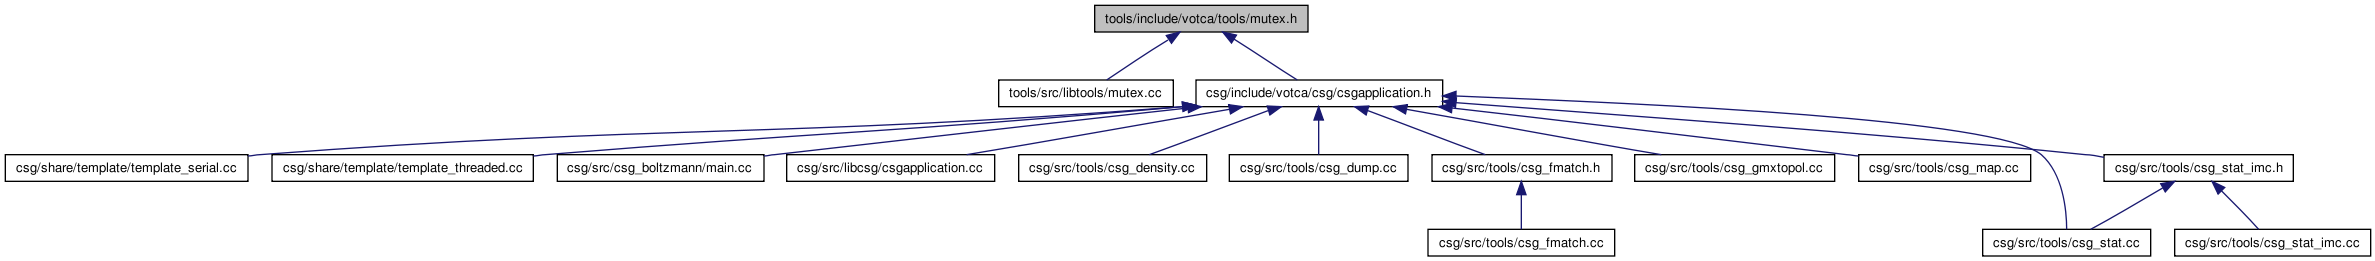 tools/include/votca/tools/mutex.h
tools/src/libtools/mutex.cc
csg/include/votca/csg/csgapplication.h
csg/share/template/template_serial.cc
csg/share/template/template_threaded.cc
csg/src/csg_boltzmann/main.cc
csg/src/libcsg/csgapplication.cc
csg/src/tools/csg_density.cc
csg/src/tools/csg_dump.cc
csg/src/tools/csg_fmatch.h
csg/src/tools/csg_gmxtopol.cc
csg/src/tools/csg_map.cc
csg/src/tools/csg_stat_imc.h
csg/src/tools/csg_fmatch.cc
csg/src/tools/csg_stat.cc
csg/src/tools/csg_stat_imc.cc